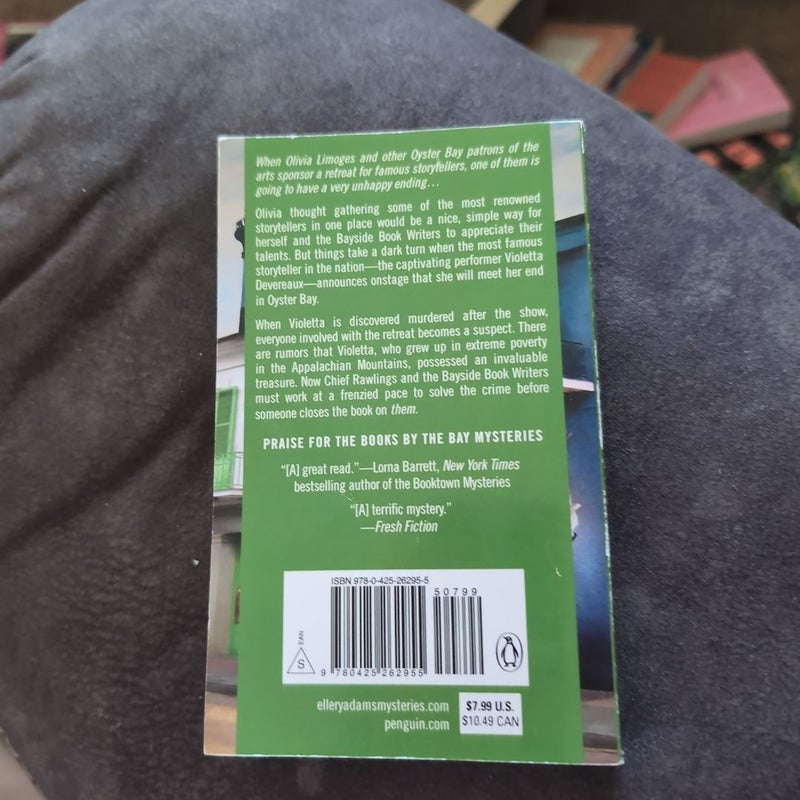 When Olivia Limoges and other Oyster Bay patrons of the
arts sponsor a retreat for famous storytellers, one of them is
going to have a very unhappy ending…
Olivia thought gathering some of the most renowned
storytellers in one place would be a nice, simple way for
herself and the Bayside Book Writers to appreciate their
talents. But things take a dark turn when the most famous
storyteller in the nation—the captivating performer Violetta
Devereaux—announces onstage that she will meet her end
in Oyster Bay.
When Violetta is discovered murdered after the show,
everyone involved with the retreat becomes a suspect. There
are rumors that Violetta, who grew up in extreme poverty
in the Appalachian Mountains, possessed an invaluable
treasure. Now Chief Rawlings and the Bayside Book Writers
must work at a frenzied pace to solve the crime before
someone closes the book on them.
PRAISE FOR THE BOOKS BY THE BAY MYSTERIES
“[A] great read.”—Lorna Barrett, New York Times
bestselling author of the Booktown Mysteries
“[A] terrific mystery.”
—Fresh Fiction
ISBN 978-0-425-26295-5
50799
EAN
S
9 780425 262955
elleryadamsmysteries.com
penguin.com
$7.99 U.S.
$10.49 CAN